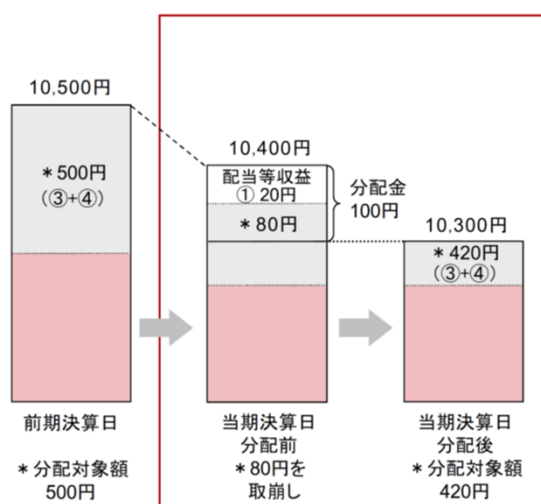 10,500円
*500円
(③+④)
前期決算日
*分配対象額
500円
10,400円
配当等収益
① 20円
*80円
分配金
100円
当期決算日
分配前
*80円を
取崩し
10,300円
*420円
(③+④)
当期決算日
分配後
*分配対象額
420円